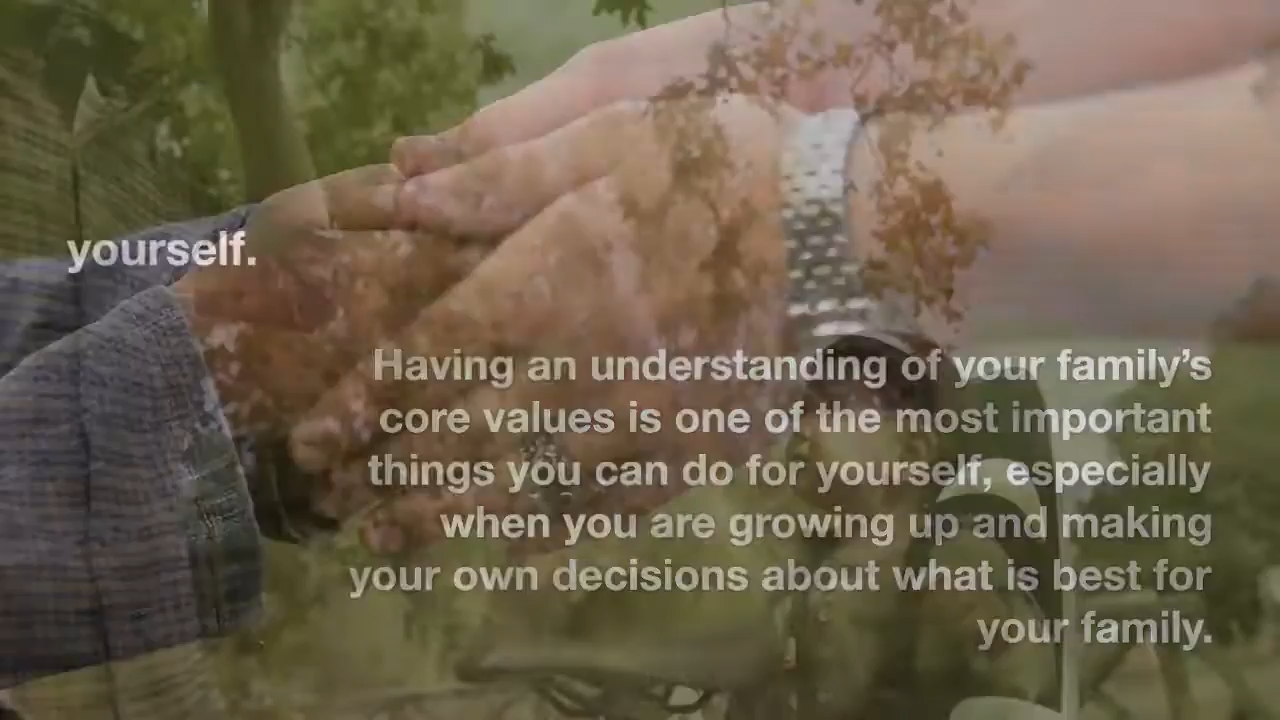 yourself.
Having an understanding of your family’s
core values is one of the most important
things you can do for yourself, especially
when you are growing up and making
your own decisions about what is best for
your family.